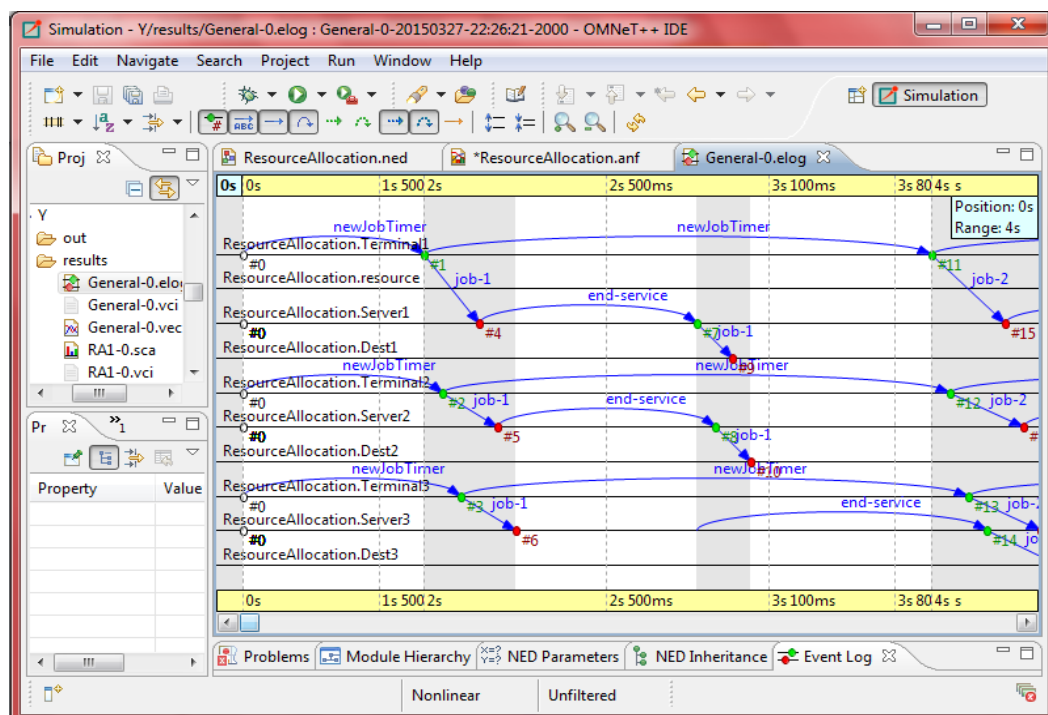 Simulation - Y/results/General-0.elog : General-0-20150327-22:26:21-2000 - OMNeT++ IDE
File Edit Navigate Search Project Run Window Help
Simulation
Proj
ResourceAllocation.ned *ResourceAllocation.anf General-0.elog
Y
out
results
General-0.elo
General-0.vci
General-0.vec
RA1-0.sca
RA1-0.vci
Pr
Property Value
0s 0s 1s 500 2s 2s 500ms 3s 100ms 3s 80 4s s
Position: 0s
Range: 4s
newJobTimer newJobTimer
ResourceAllocation.Terminal1
#0 #1 #11
ResourceAllocation.resource job-1 job-2
end-service
ResourceAllocation.Server1
#0 #4 #7 job-1 #15
ResourceAllocation.Dest1
newJobTimer #9 newJobTimer
ResourceAllocation.Terminal2
#0 #2 job-1 #12 job-2
end-service
ResourceAllocation.Server2
#0 #5 #8 job-1 #
ResourceAllocation.Dest2
newJobTimer #10 newJobTimer
ResourceAllocation.Terminal3
#0 #3 job-1 #13 job-
end-service
ResourceAllocation.Server3
#0 #6 #14 jo
ResourceAllocation.Dest3
0s 1s 500 2s 2s 500ms 3s 100ms 3s 80 4s s
Problems Module Hierarchy NED Parameters NED Inheritance Event Log
Nonlinear Unfiltered